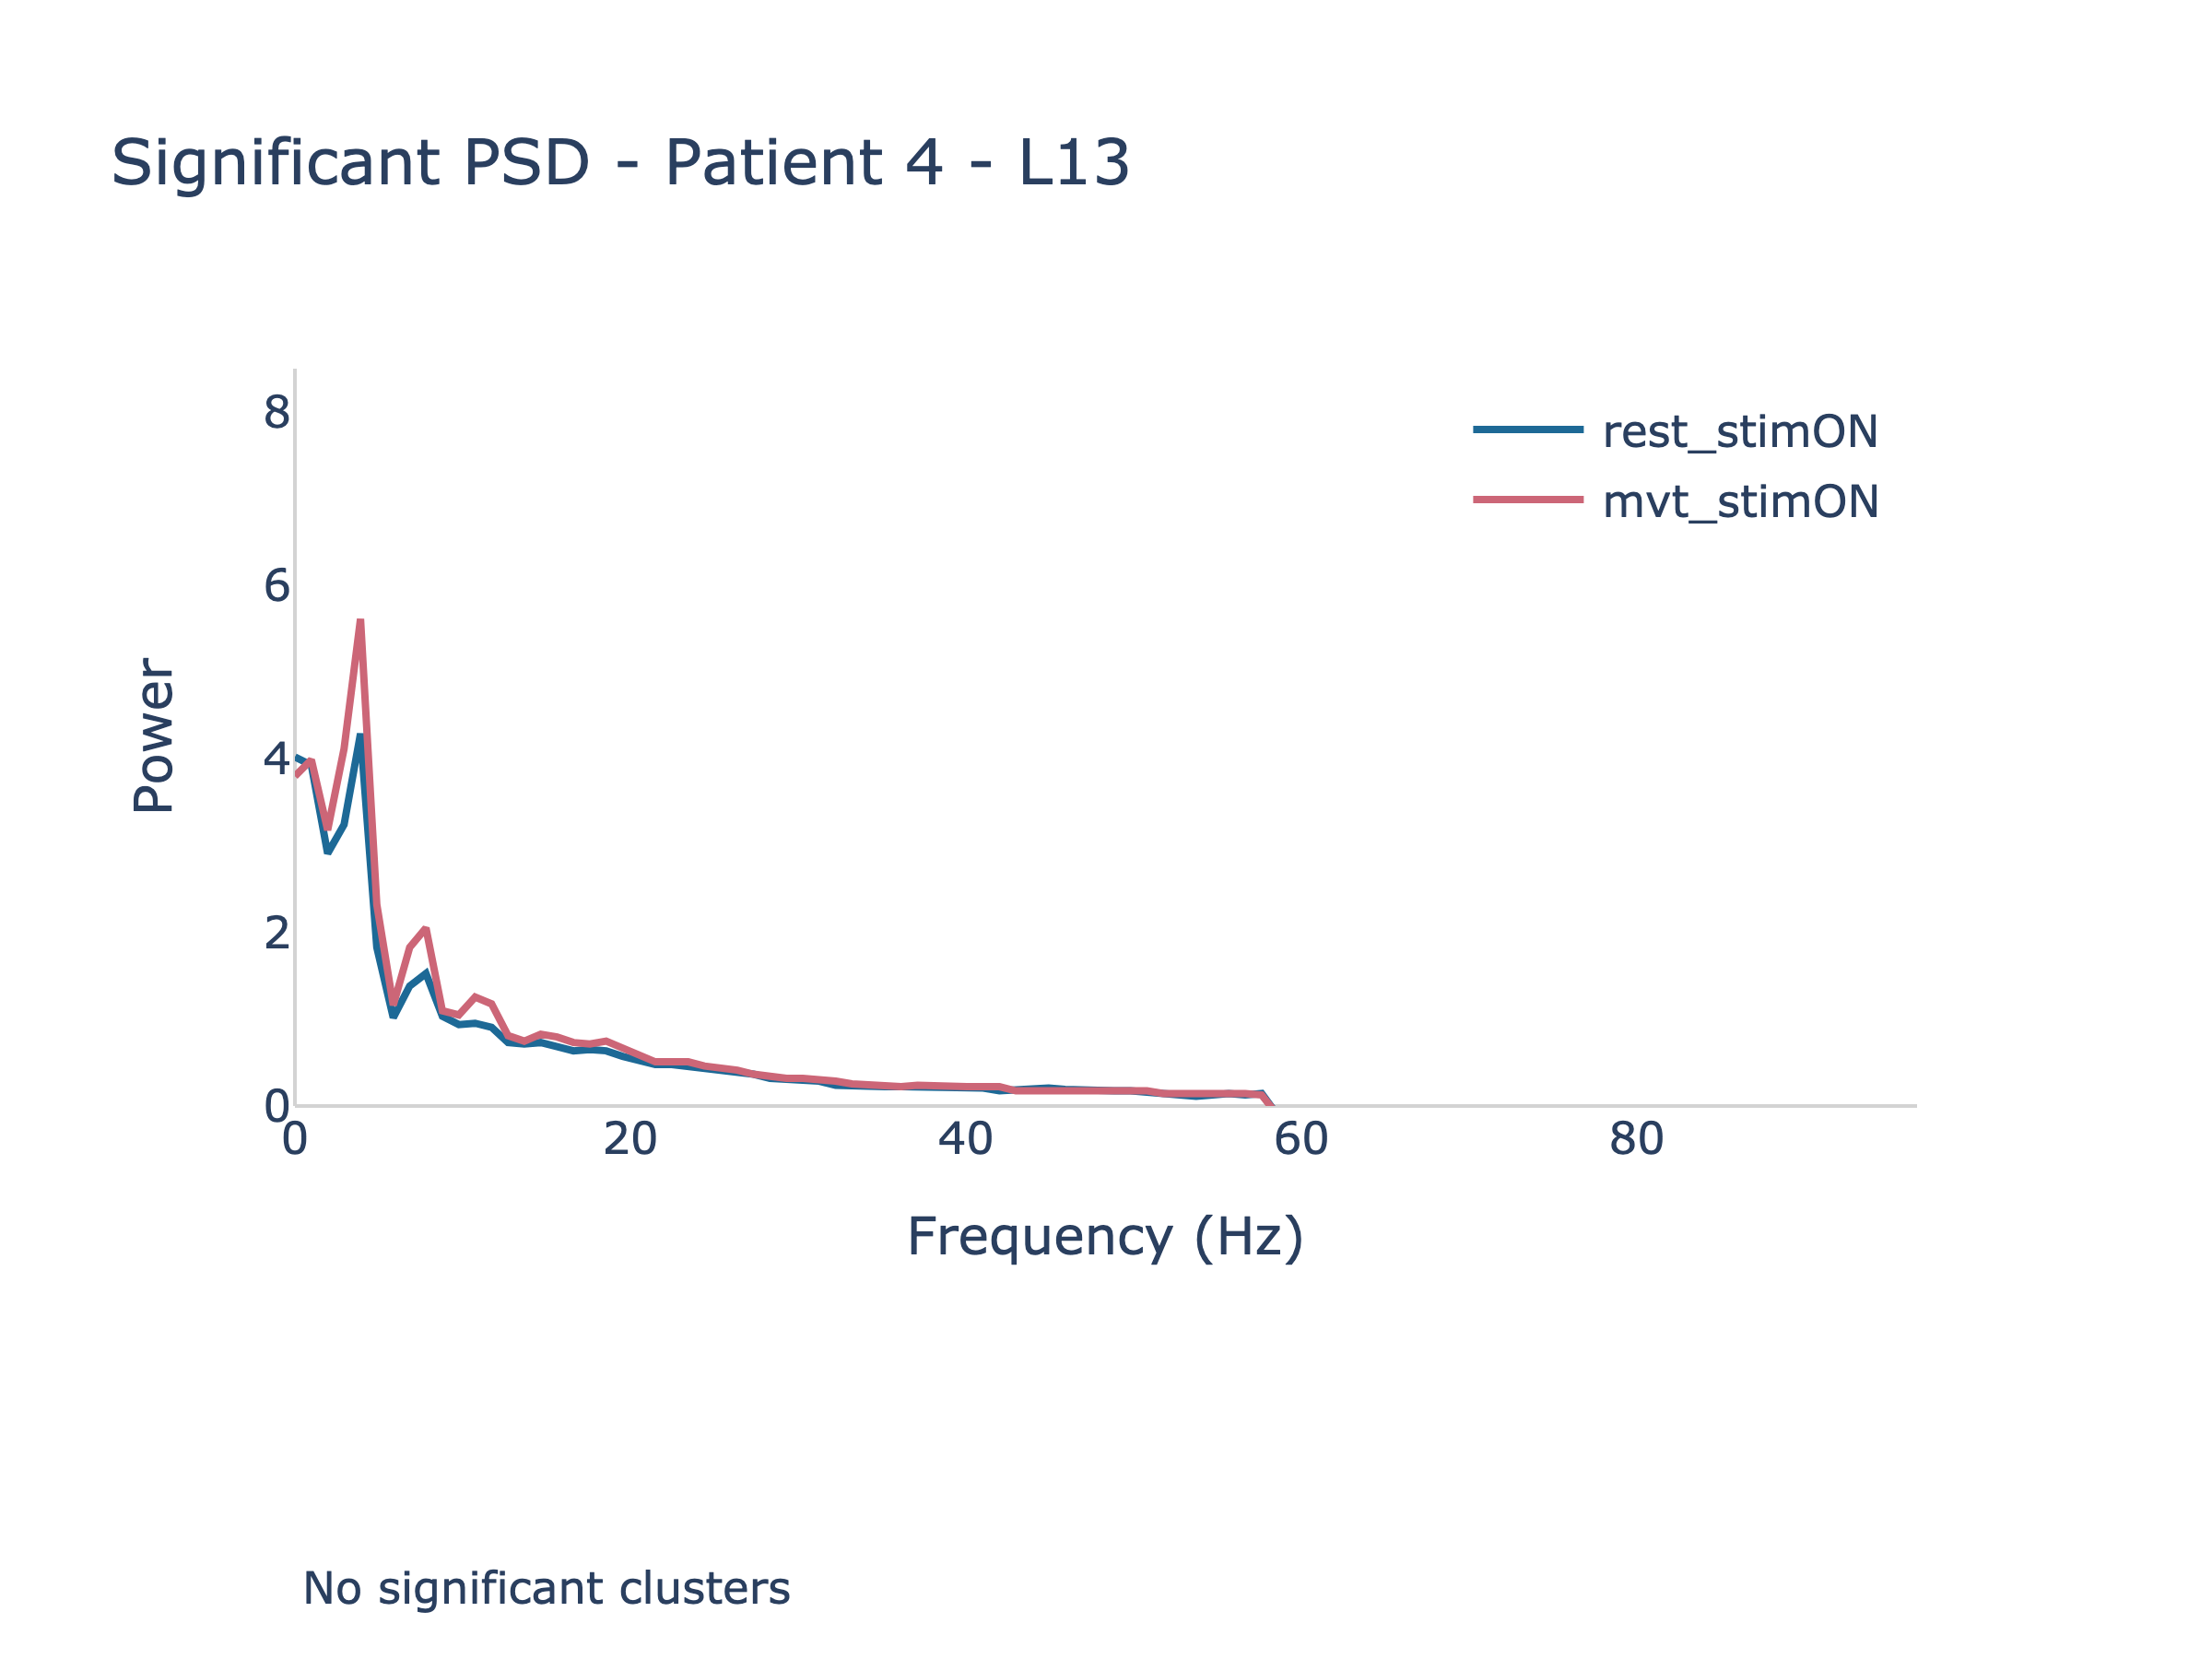 Significant PSD - Patient 4 - L13
rest_stimON
mvt_stimON
8
6
4
2
0
Power
0 20 40 60 80
Frequency (Hz)
No significant clusters